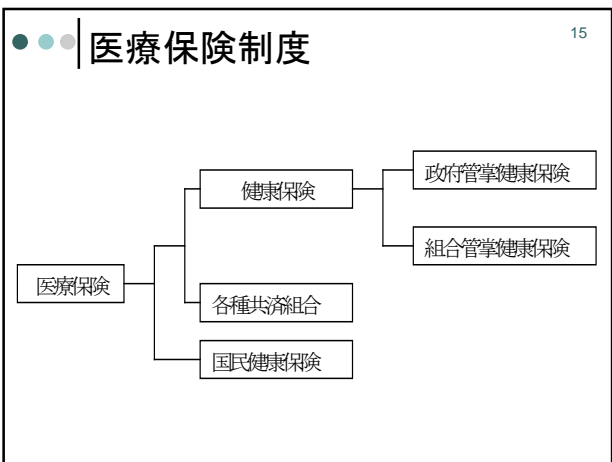 医療保険制度
15
政府管掌健康保険
健康保険
組合管掌健康保険
医療保険
各種共済組合
国民健康保険